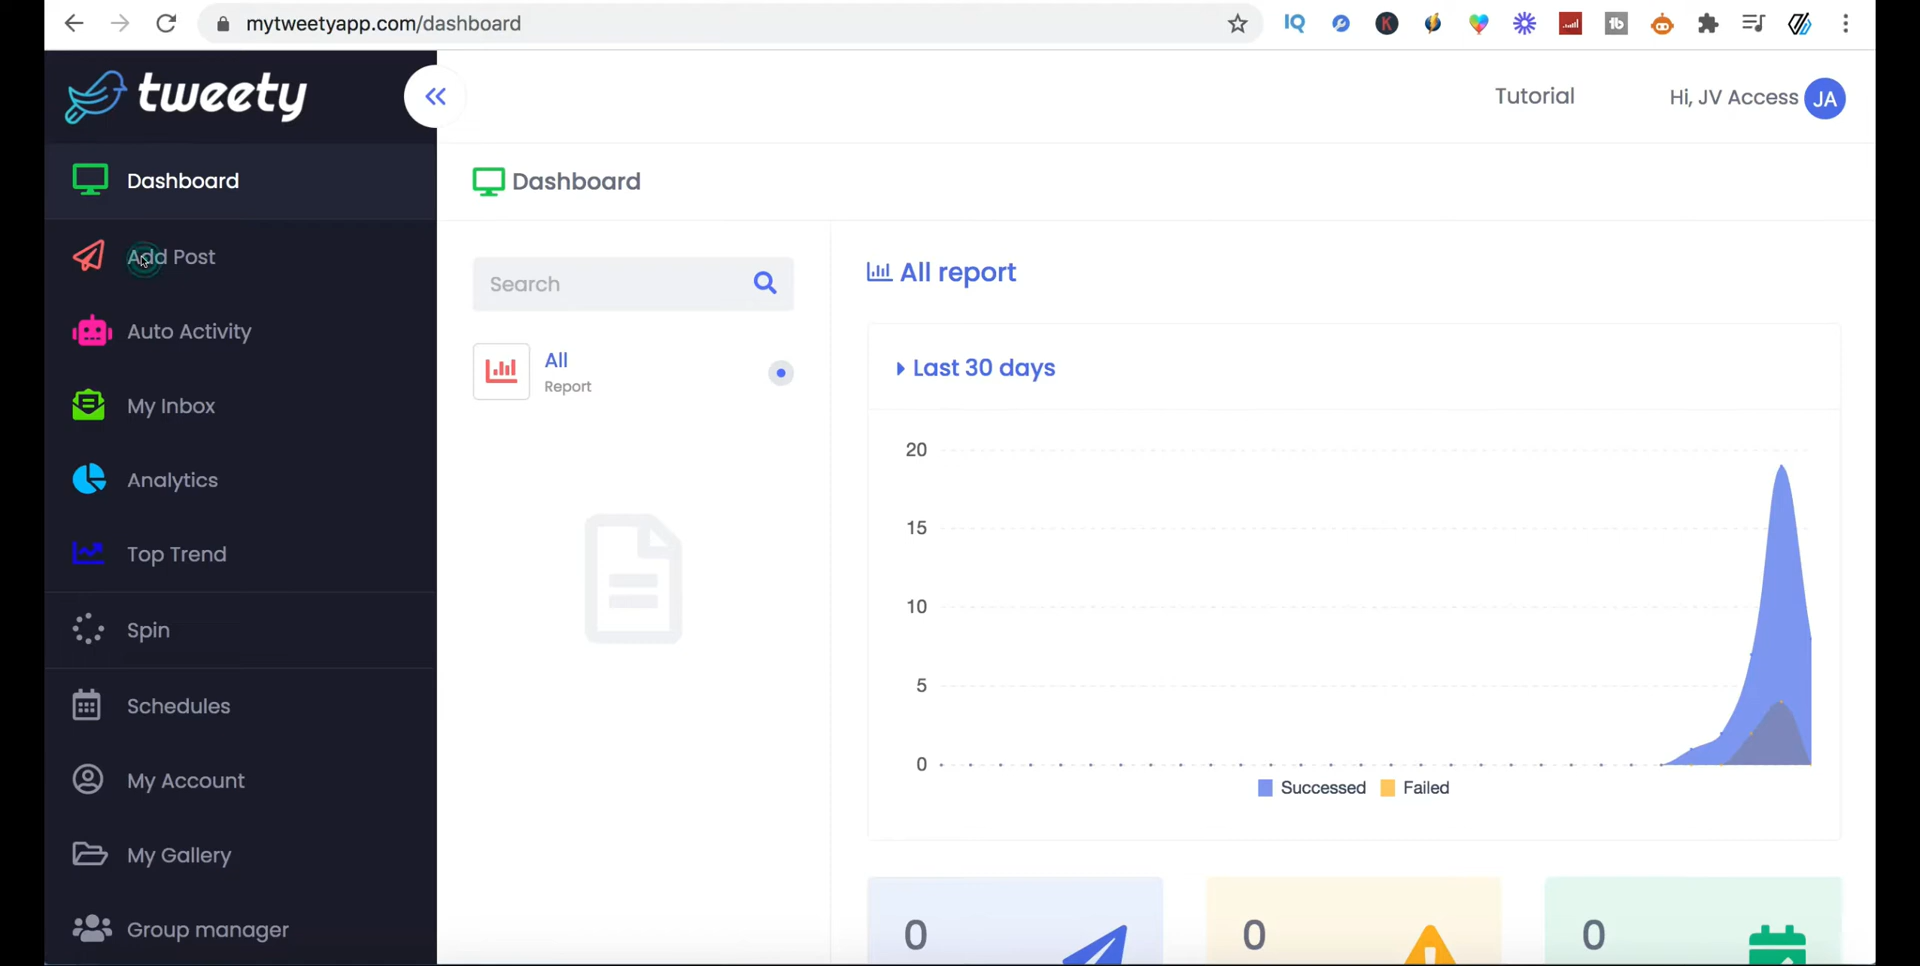 mytweetyapp.com/dashboard
IQ
K
tb
tweety
Tutorial
Hi, JV Access
JA
Dashboard
Dashboard
Add Post
Auto Activity
My Inbox
Analytics
Top Trend
Spin
Schedules
My Account
My Gallery
Group manager
Search
All
Report
All report
Last 30 days
20
15
10
5
0
Successed
Failed
0
0
0